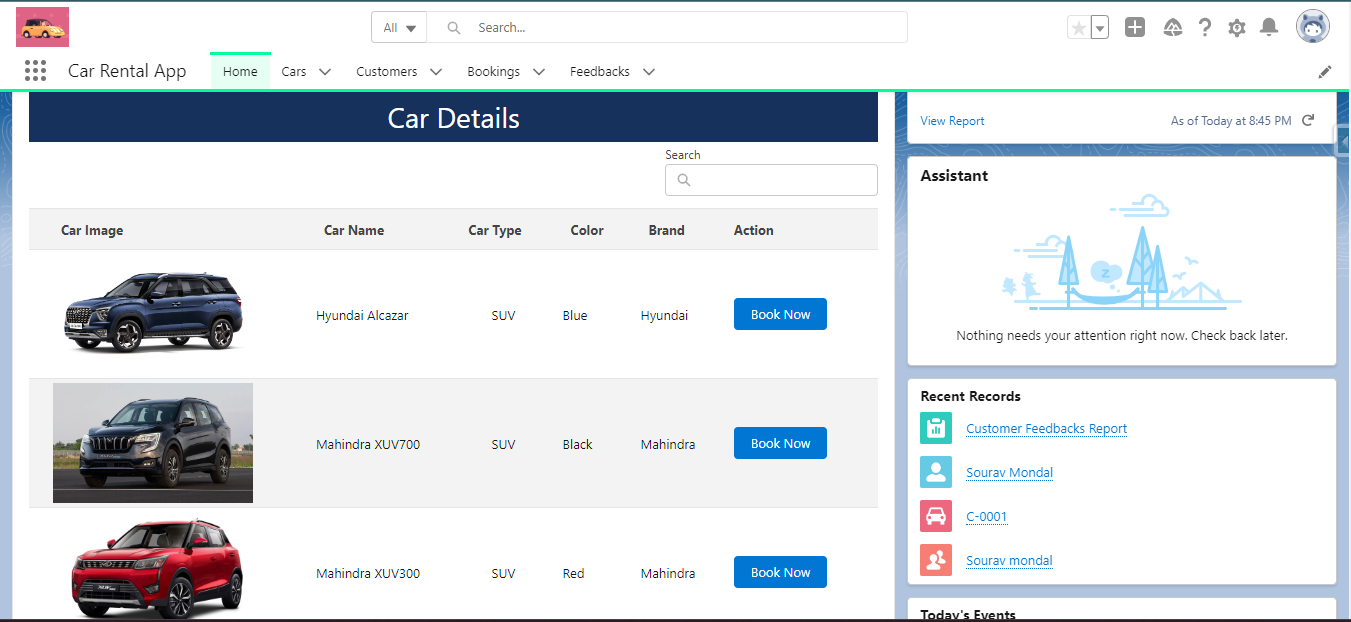 All
Search...
Car Rental App
Home
Cars
Customers
Bookings
Feedbacks
Car Details
Search
Car Image Car Name Car Type Color Brand Action
Hyundai Alcazar SUV Blue Hyundai Book Now
Mahindra XUV700 SUV Black Mahindra Book Now
Mahindra XUV300 SUV Red Mahindra Book Now
View Report As of Today at 8:45 PM
Assistant
z
Nothing needs your attention right now. Check back later.
Recent Records
Customer Feedbacks Report
Sourav Mondal
C-0001
Sourav mondal
Today's Events